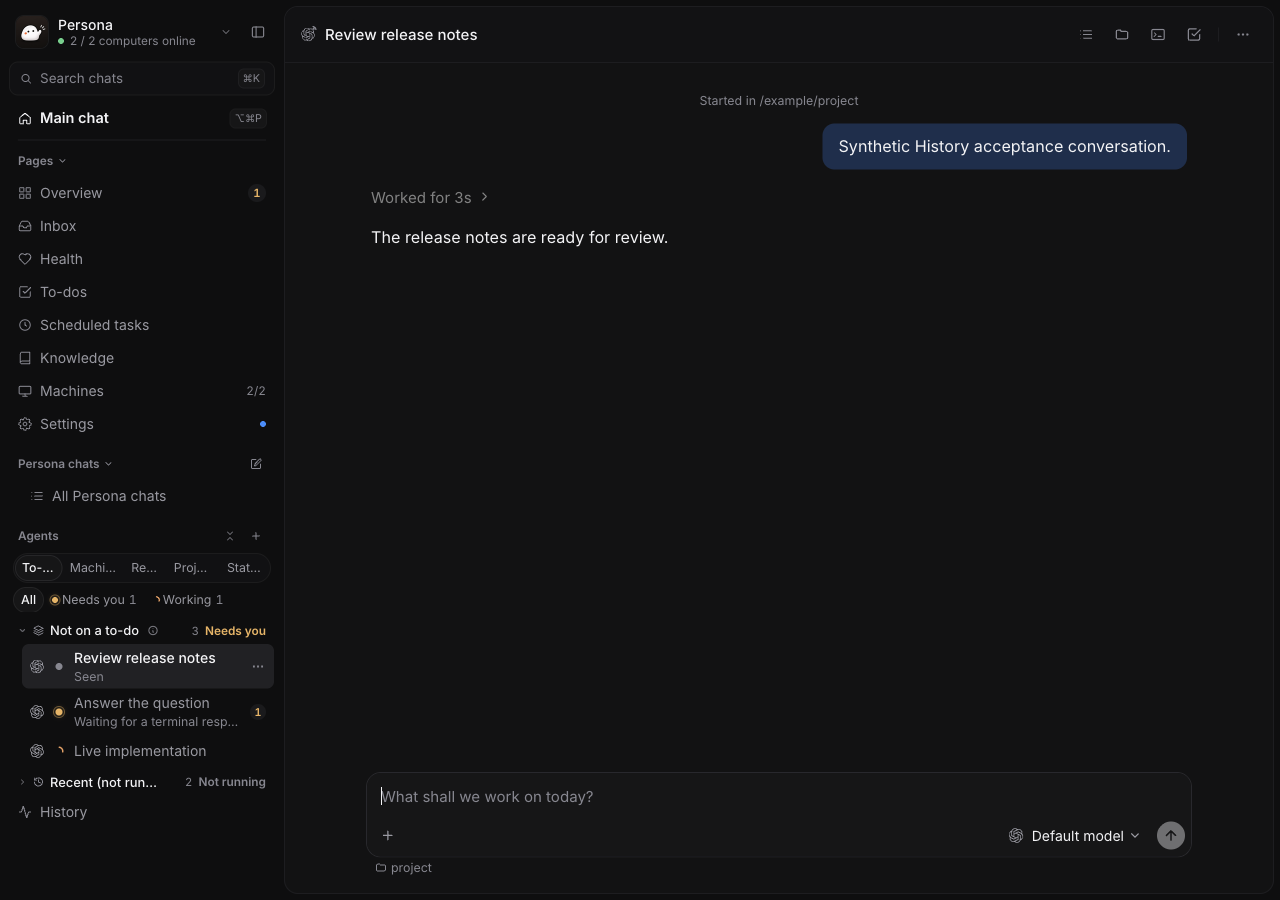 Persona
2 / 2 computers online
Search chats
⌘K
Main chat
⌥⌘P
Pages
Overview
1
Inbox
Health
To-dos
Scheduled tasks
Knowledge
Machines
2/2
Settings
Persona chats
All Persona chats
Agents
To-...
Machi...
Re...
Proj...
Stat...
All
Needs you 1
Working 1
Not on a to-do
3 Needs you
Review release notes
Seen
Answer the question
Waiting for a terminal resp...
1
Live implementation
Recent (not run...
2 Not running
History
Review release notes
Started in /example/project
Synthetic History acceptance conversation.
Worked for 3s
The release notes are ready for review.
What shall we work on today?
Default model
project